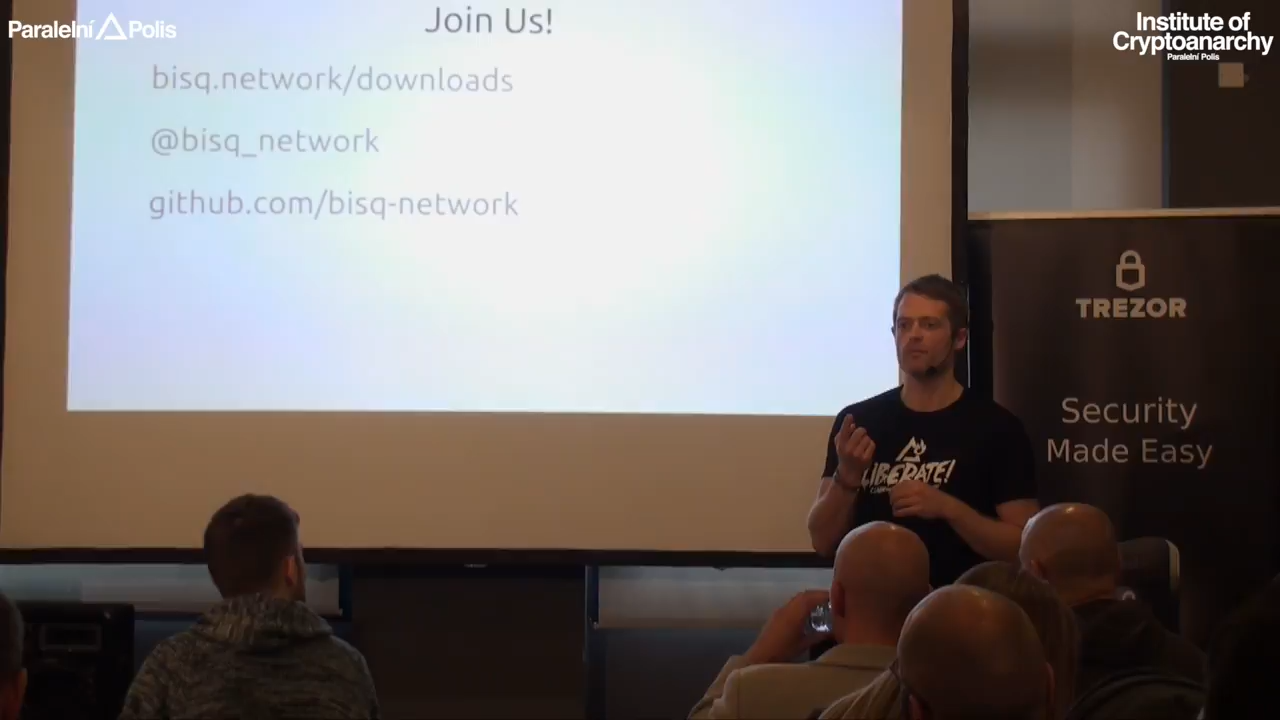 Paralelní Polis
Institute of
Cryptoanarchy
Paralelní Polis
Join Us!
bisq.network/downloads
@bisq_network
github.com/bisq-network
TREZOR
Security
Made Easy
LIBERATE!